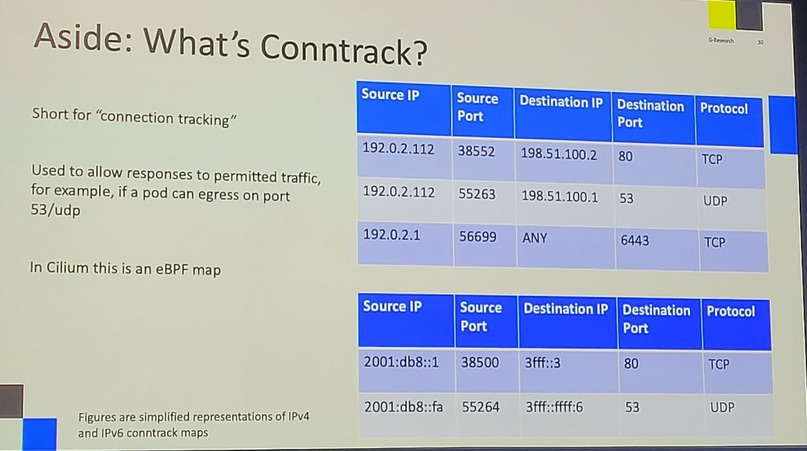 Aside: What's Conntrack?
G-Research 30
Short for "connection tracking"
Used to allow responses to permitted traffic,
for example, if a pod can egress on port
53/udp
In Cilium this is an eBPF map
Source IP Source Port Destination IP Destination Port Protocol
192.0.2.112 38552 198.51.100.2 80 TCP
192.0.2.112 55263 198.51.100.1 53 UDP
192.0.2.1 56699 ANY 6443 TCP
Source IP Source Port Destination IP Destination Port Protocol
2001:db8::1 38500 3fff::3 80 TCP
2001:db8::fa 55264 3fff::ffff:6 53 UDP
Figures are simplified representations of IPv4
and IPv6 conntrack maps